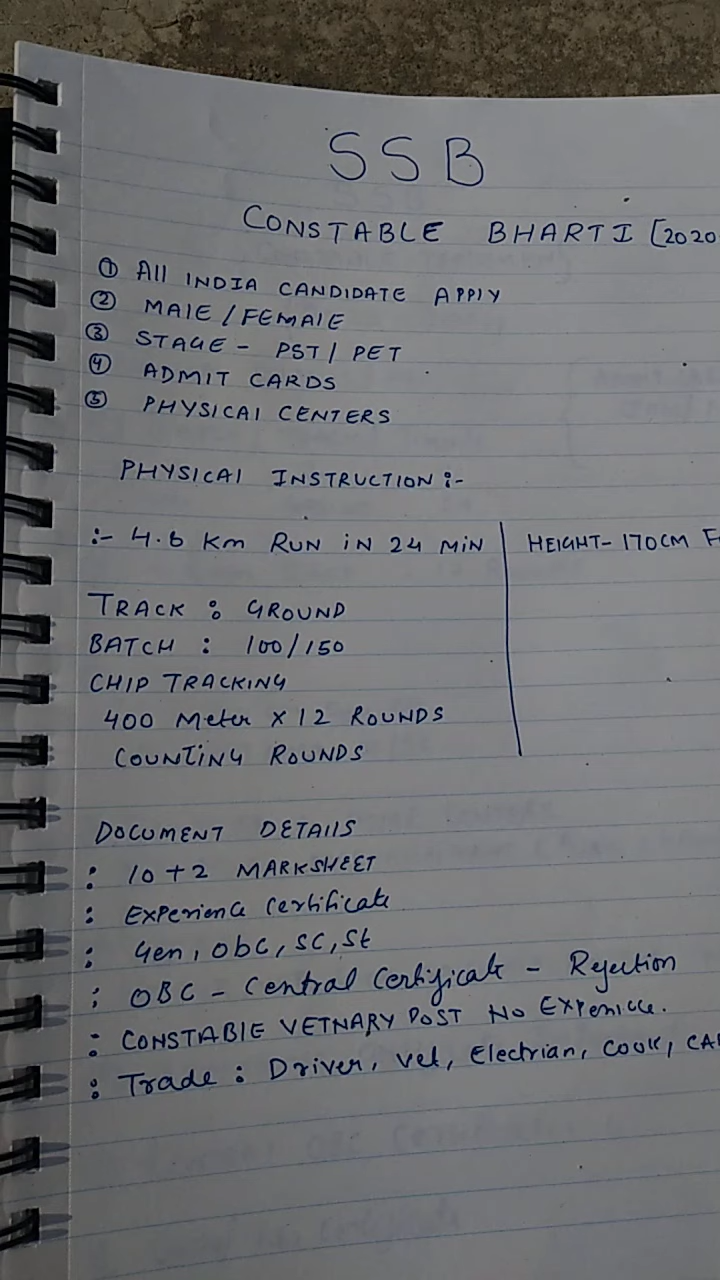 SSB
CONSTABLE BHARTI [2020
① All INDIA CANDIDATE APPLY
② MALE / FEMALE
③ STAGE - PST / PET
④ ADMIT CARDS
⑤ PHYSICAL CENTERS
PHYSICAL INSTRUCTION :-
:- 4.6 Km RUN iN 24 MiN
HEIGHT - 170 CM
TRACK : GROUND
BATCH : 100/150
CHIP TRACKING
400 Meter X 12 ROUNDS
COUNTING ROUNDS
DOCUMENT DETAILS
: 10 + 2 MARKSHEET
: Experience Certificate
: Gen, Obc, SC, St
: OBC - Central Certificate - Rejection
: CONSTABLE VETNARY POST NO EXPERICCE.
: Trade : Driver, vet, Electrian, Cook,